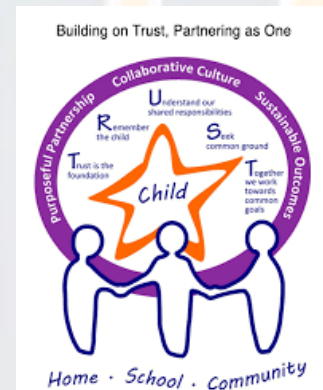 Building on Trust, Partnering as One
Purposeful Partnership Collaborative Culture Sustainable Outcomes
Trust is the
foundation
Remember
the child
Understand our
shared responsibilities
Seek
common ground
Together
we work
towards
common
goals
Child
Home · School · Community